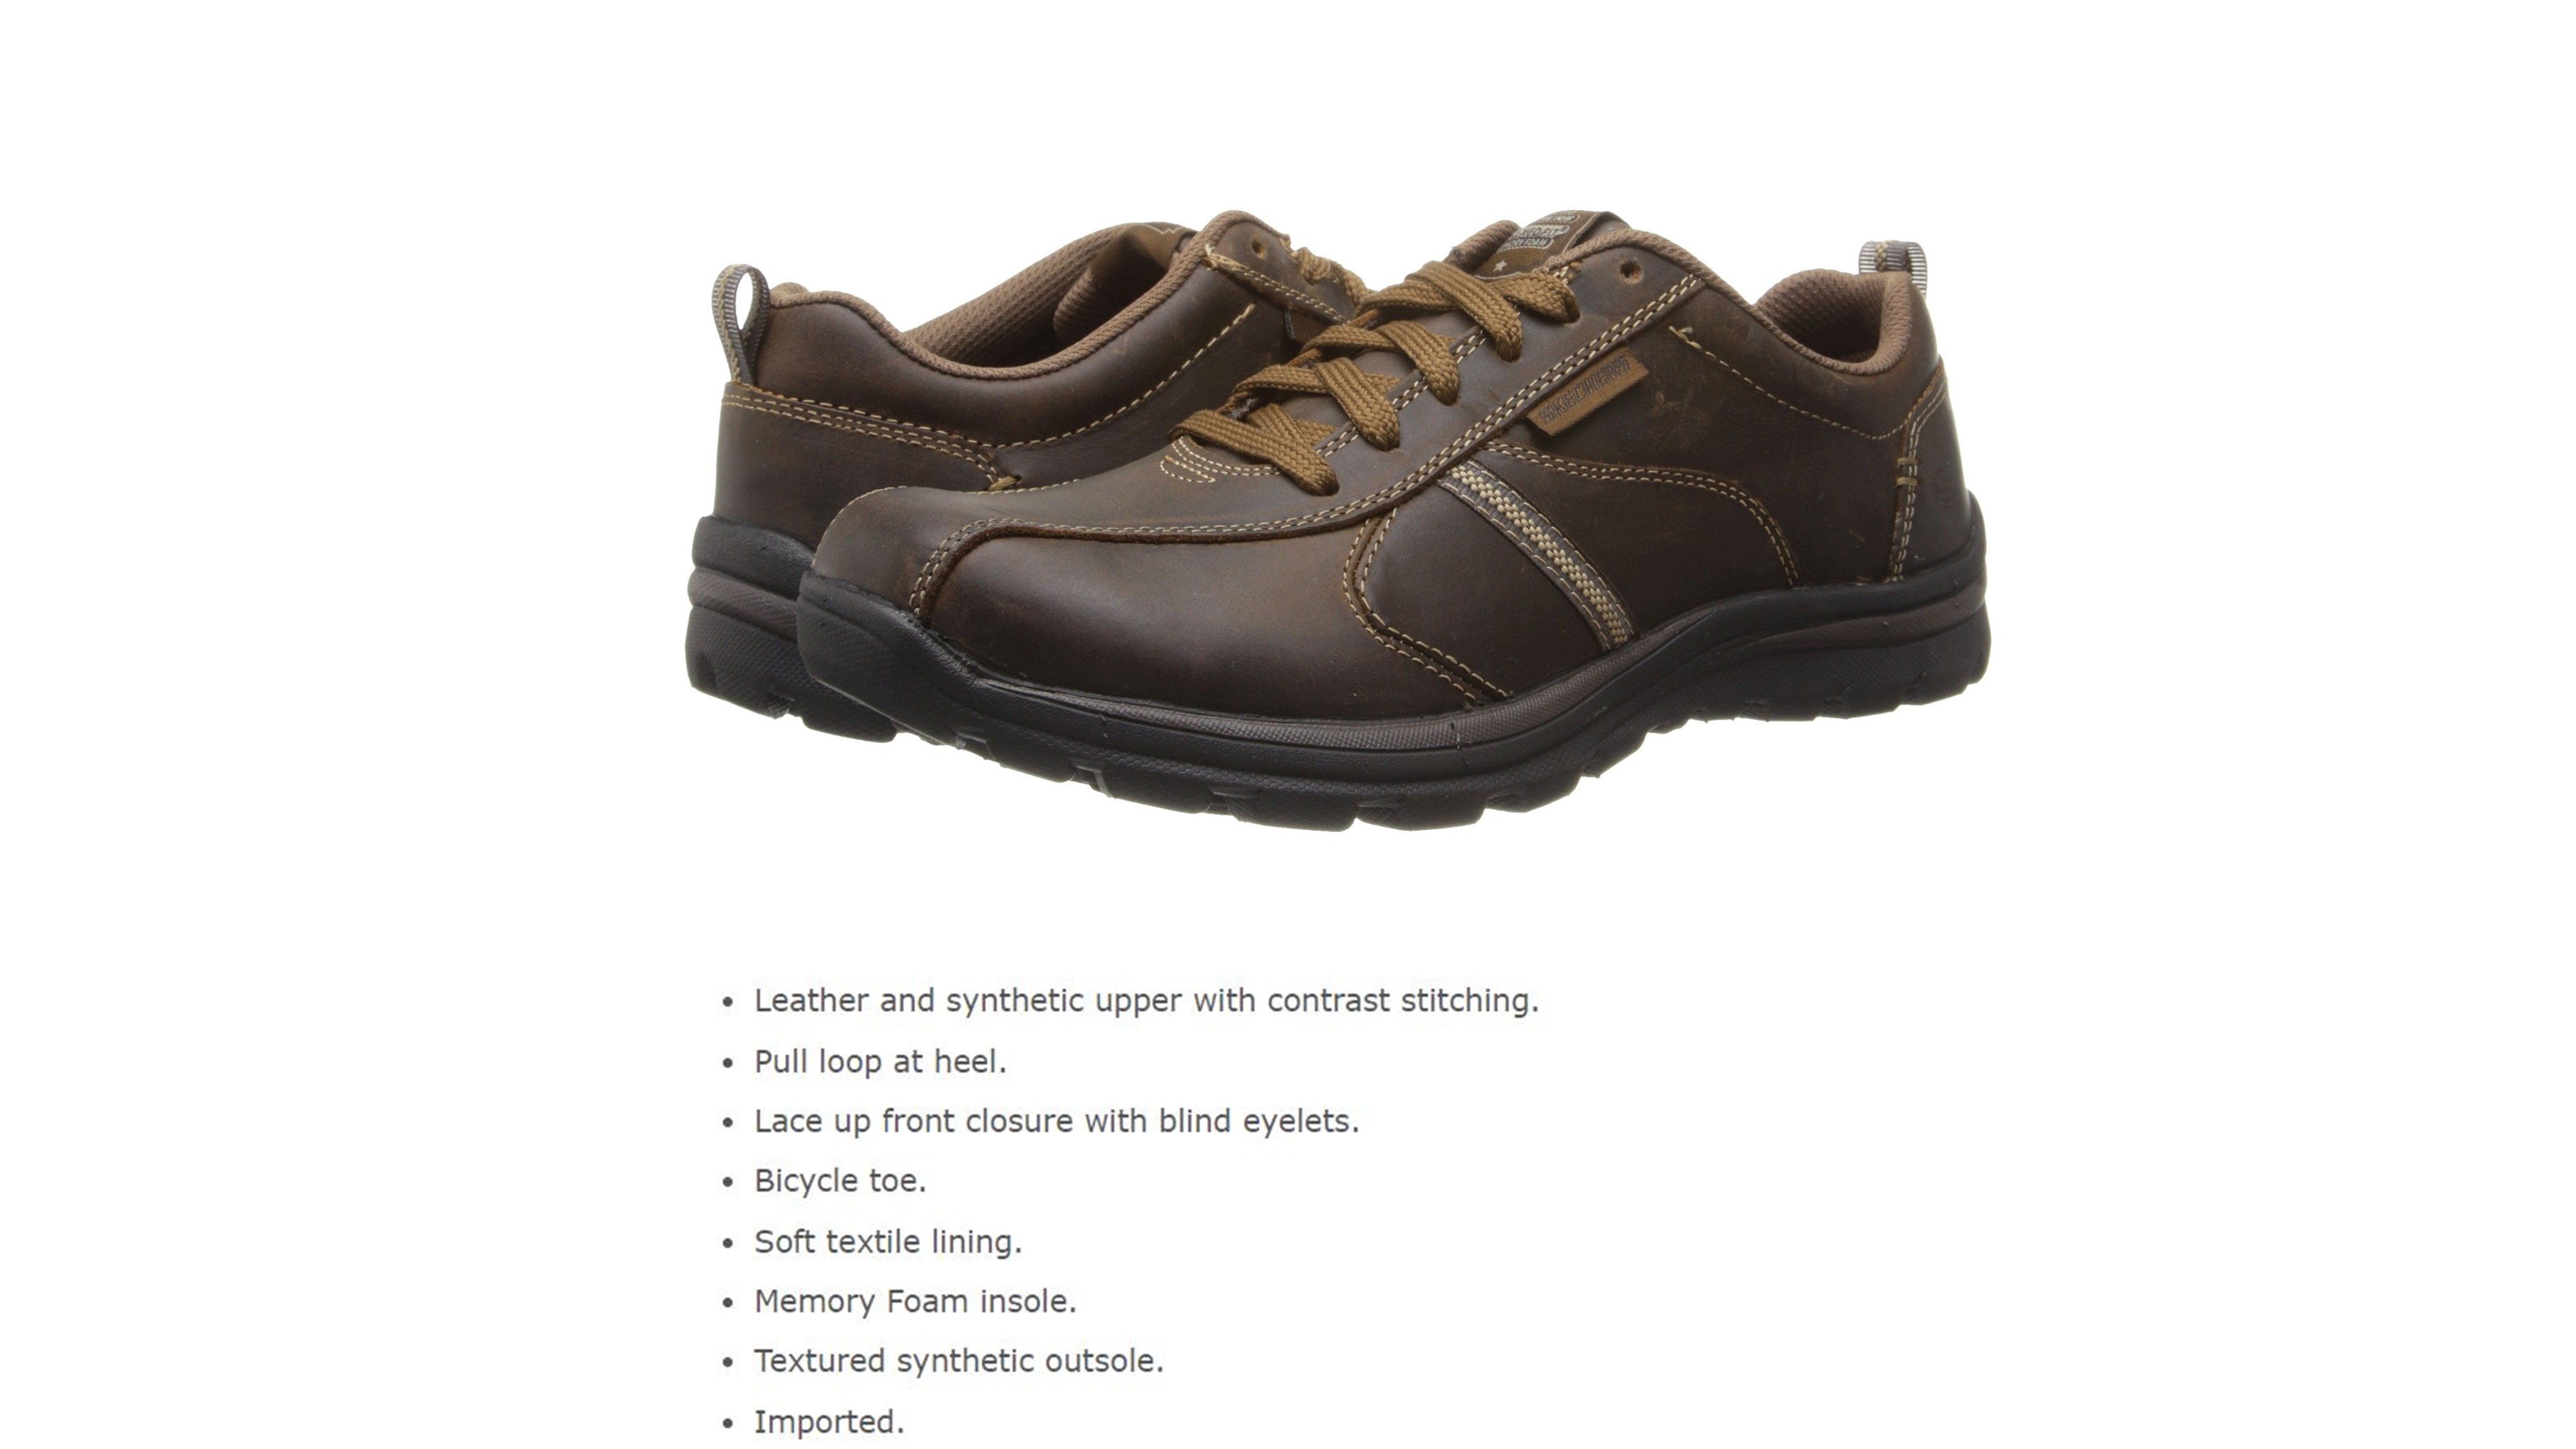 SKECHERS
Leather and synthetic upper with contrast stitching.
Pull loop at heel.
Lace up front closure with blind eyelets.
Bicycle toe.
Soft textile lining.
Memory Foam insole.
Textured synthetic outsole.
Imported.